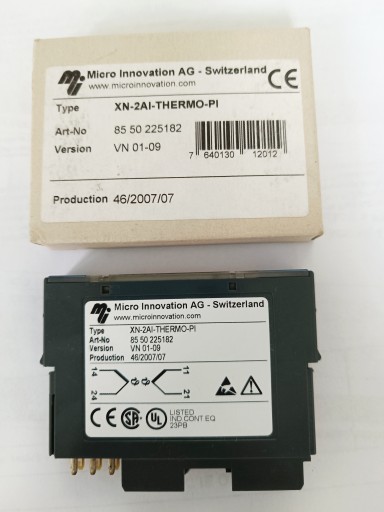 Micro Innovation AG - Switzerland
www.microinnovation.com
CE
Type XN-2AI-THERMO-PI
Art-No 85 50 225182
Version VN 01-09
7 640130 12012
Production 46/2007/07
Micro Innovation AG - Switzerland
www.microinnovation.com
Type XN-2AI-THERMO-PI
Art-No 85 50 225182
Version VN 01-09
Production 46/2007/07
14 11
24 21
CE SA UL LISTED
IND CONT EQ
23PB